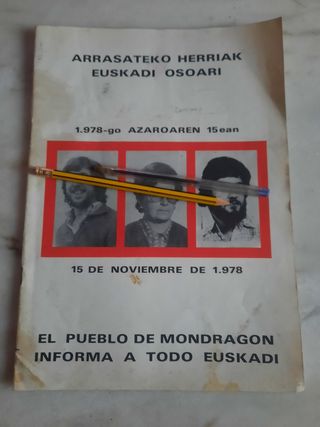 ARRASATEKO HERRIAK
EUSKADI OSOARI
1.978-go AZAROAREN 15ean
15 DE NOVIEMBRE DE 1.978
EL PUEBLO DE MONDRAGON
INFORMA A TODO EUSKADI